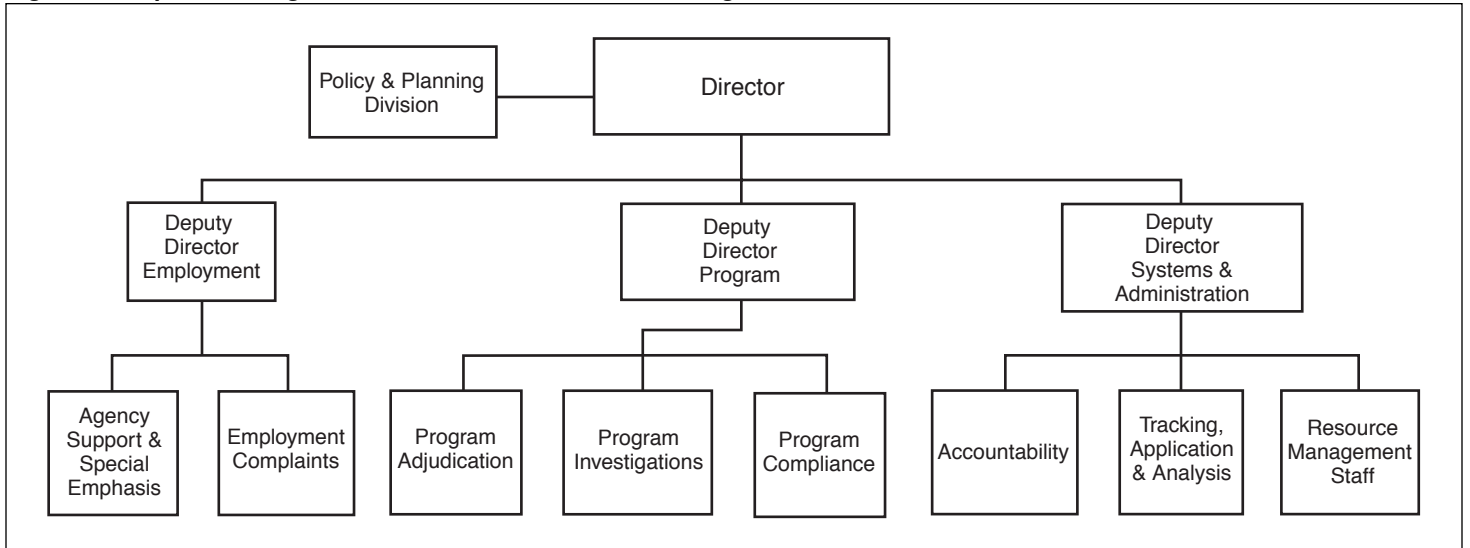 Policy & Planning
Division
Director
Deputy
Director
Employment
Deputy
Director
Program
Deputy
Director
Systems &
Administration
Agency
Support &
Special
Emphasis
Employment
Complaints
Program
Adjudication
Program
Investigations
Program
Compliance
Accountability
Tracking,
Application
& Analysis
Resource
Management
Staff